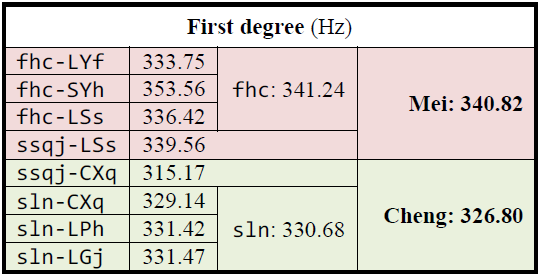 First degree (Hz)
fhc-LYf 333.75
fhc-SYh 353.56 fhc: 341.24
fhc-LSs 336.42 Mei: 340.82
ssqj-LSs 339.56
ssqj-CXq 315.17
sln-CXq 329.14 Cheng: 326.80
sln-LPh 331.42 sln: 330.68
sln-LGj 331.47